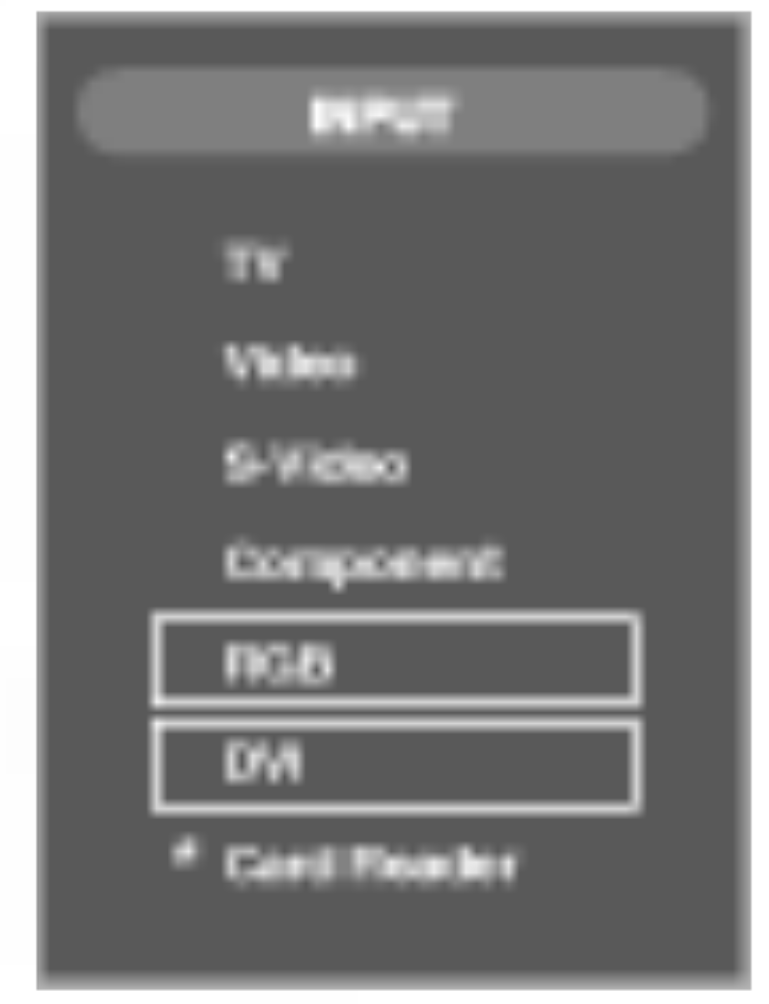 INPUT
TV
Video
S-Video
Component
RGB
DVI
* Card Reader